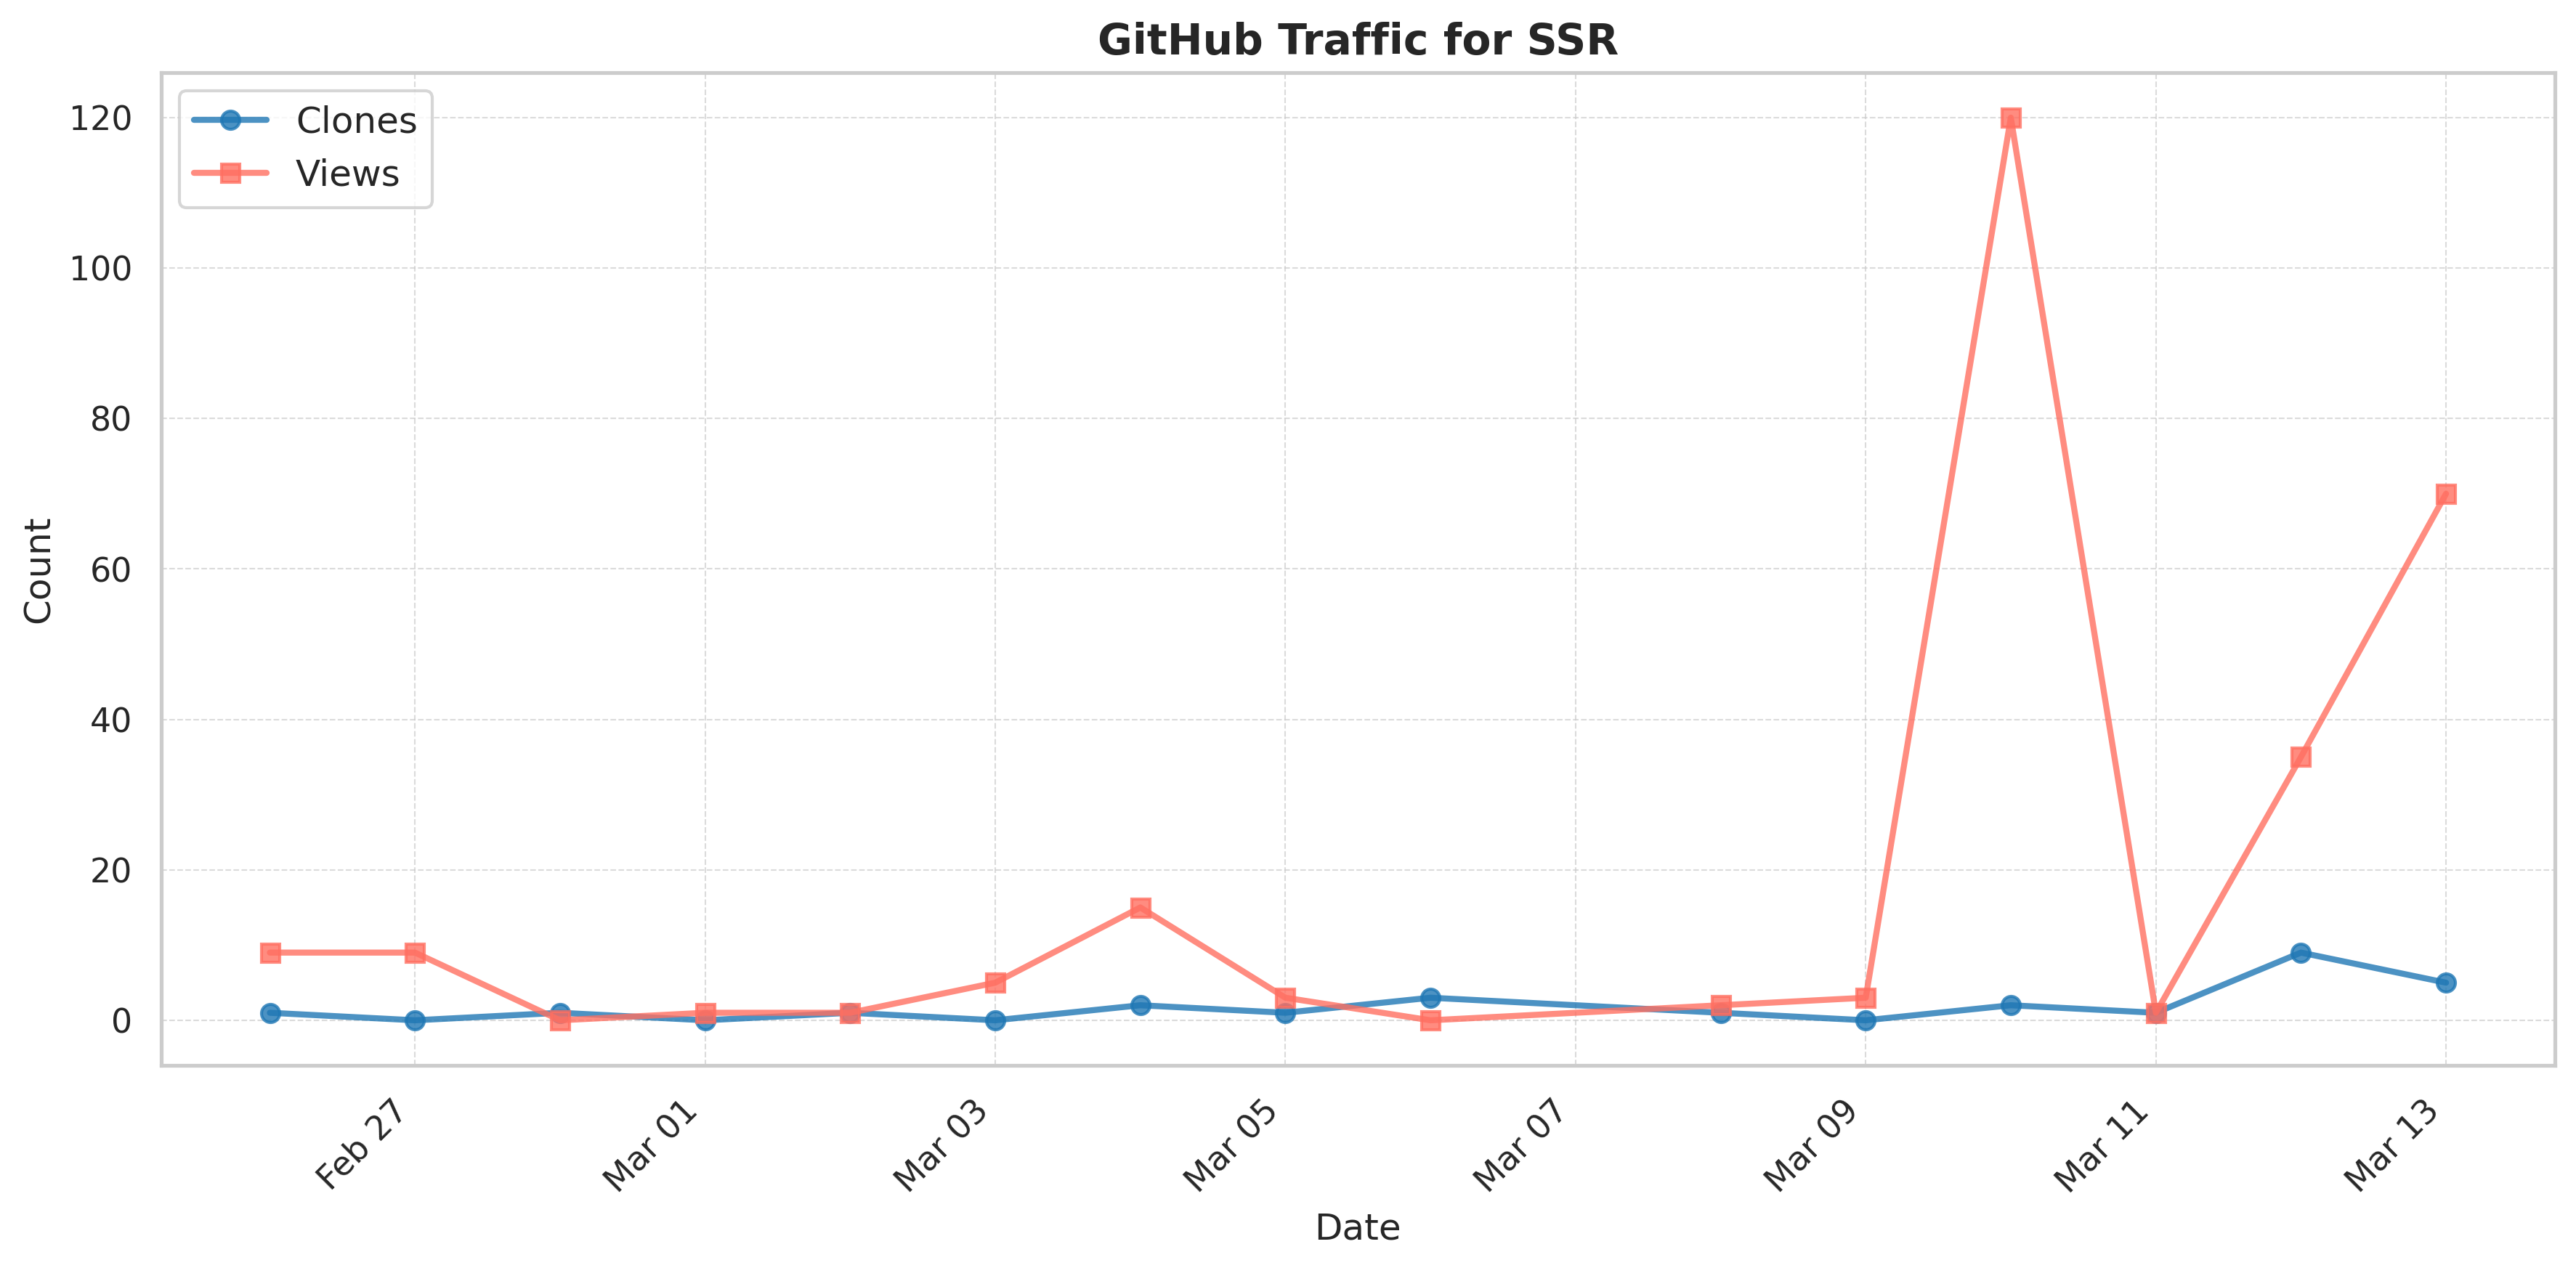 GitHub Traffic for SSR
Clones
Views
120
100
80
60
40
20
0
Count
Feb 27
Mar 01
Mar 03
Mar 05
Mar 07
Mar 09
Mar 11
Mar 13
Date